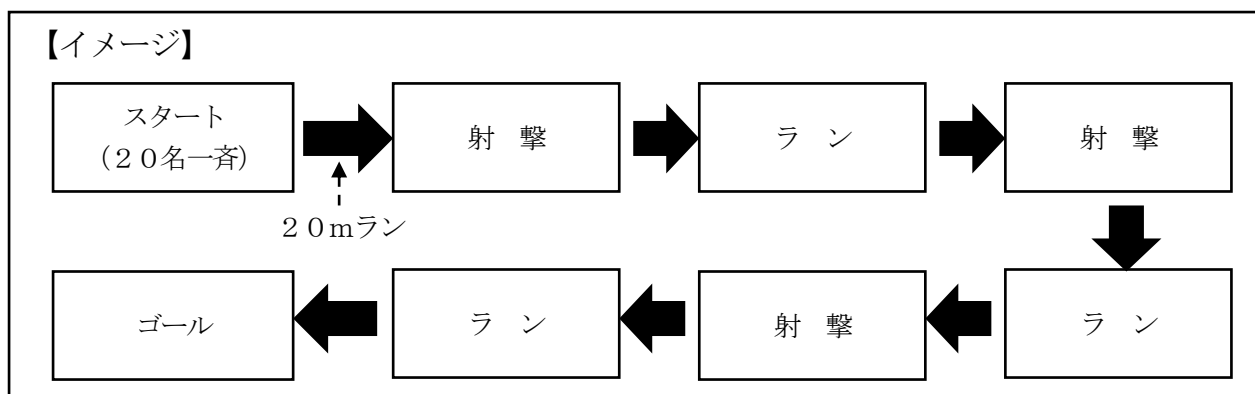 【イメージ】
スタート
（２０名一斉）
射　撃
ラ　ン
射　撃
２０ｍラン
ラ　ン
射　撃
ラ　ン
ゴール